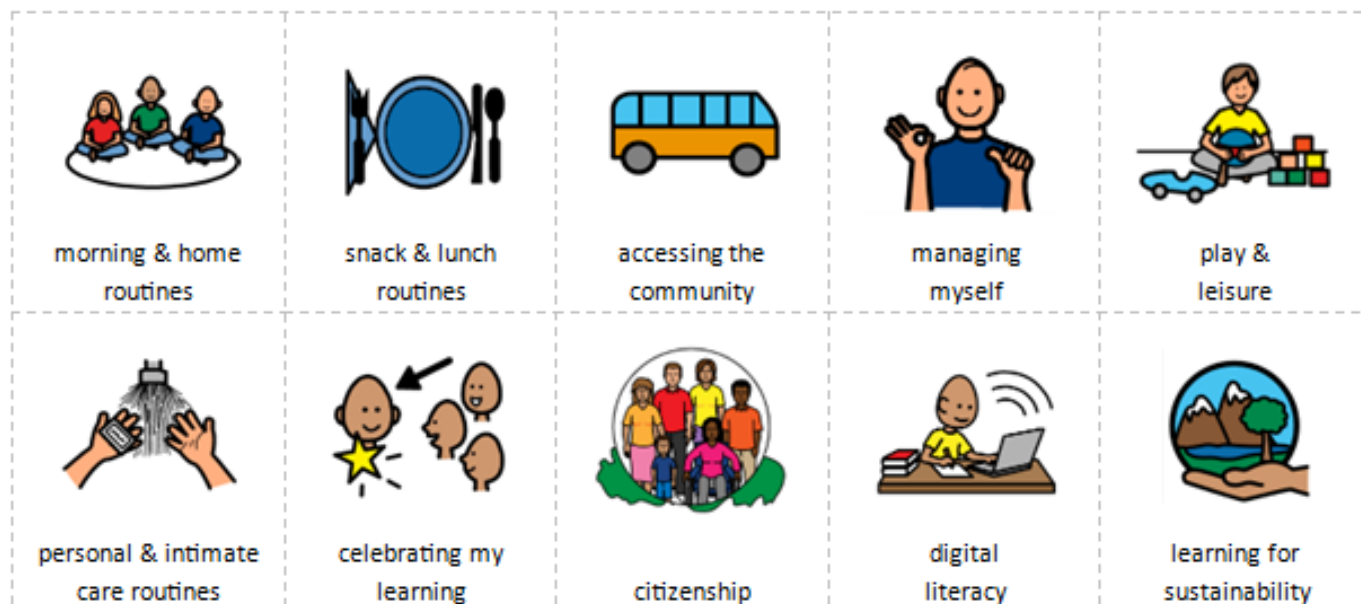 morning & home
routines
snack & lunch
routines
accessing the
community
managing
myself
play &
leisure
personal & intimate
care routines
celebrating my
learning
citizenship
digital
literacy
learning for
sustainability